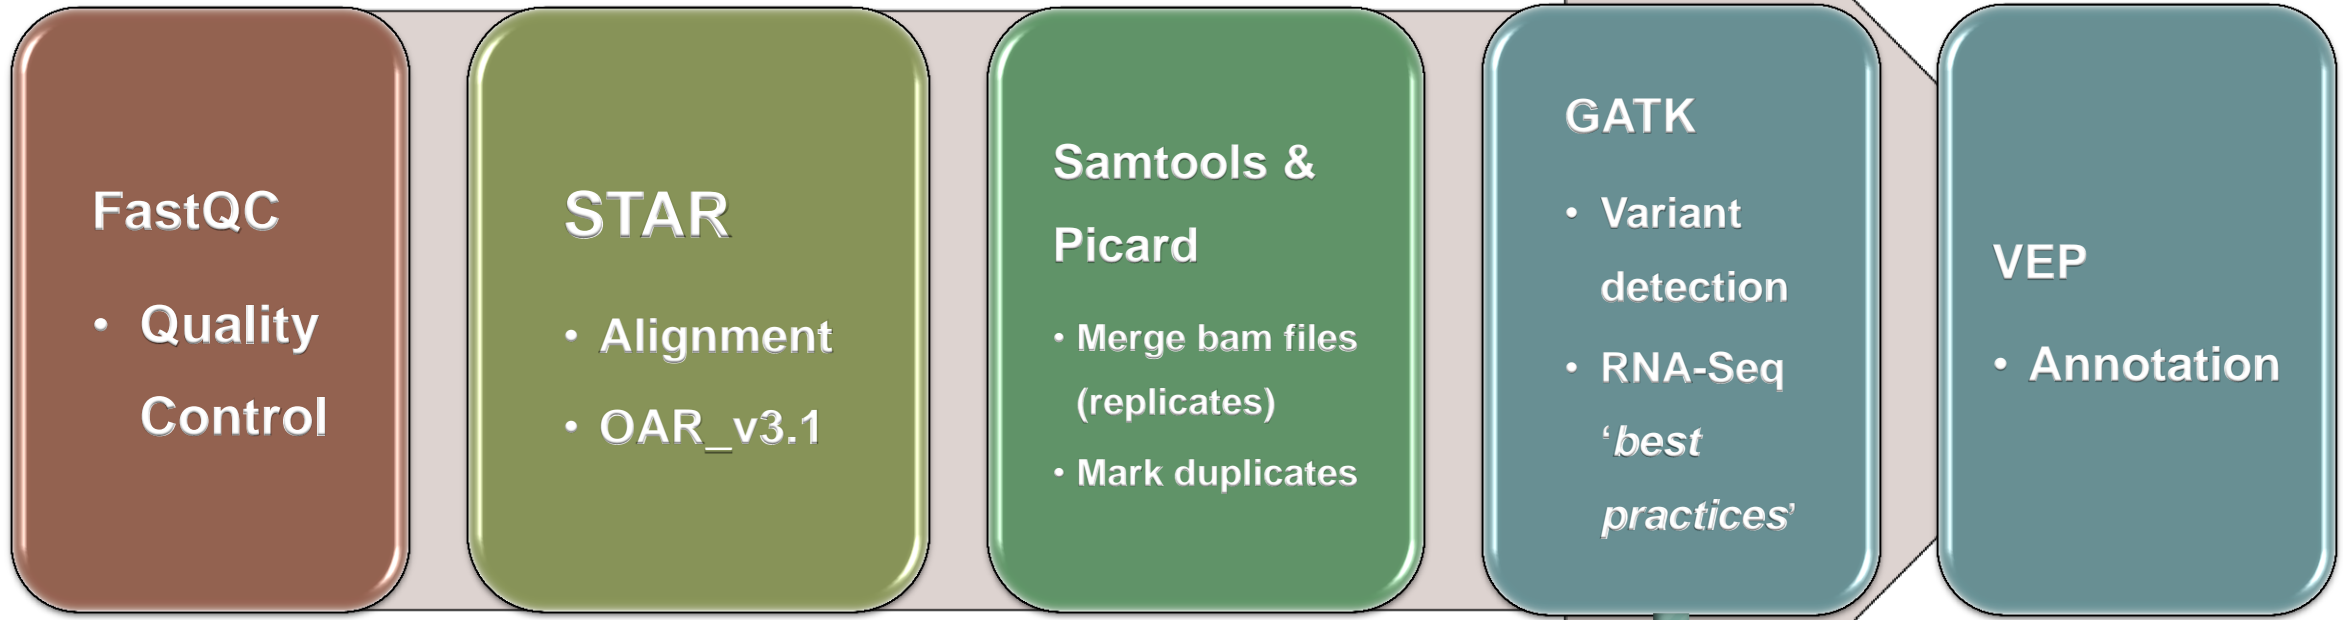 FastQC
• Quality
Control
STAR
• Alignment
• OAR_v3.1
Samtools &
Picard
• Merge bam files
(replicates)
• Mark duplicates
GATK
• Variant
detection
• RNA-Seq
‘best
practices’
VEP
• Annotation